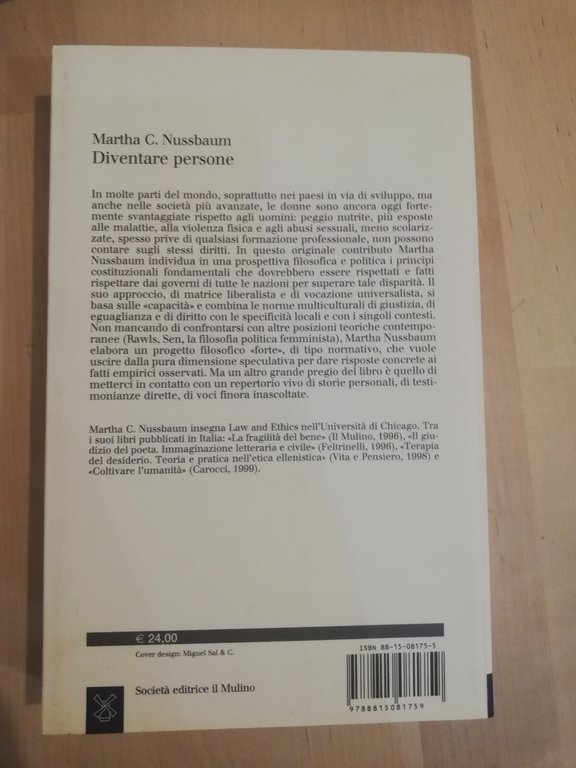 Martha C. Nussbaum
Diventare persone
In molte parti del mondo, soprattutto nei paesi in via di sviluppo, ma
anche nelle società più avanzate, le donne sono ancora oggi forte-
mente svantaggiate rispetto agli uomini: peggio nutrite, più esposte
alle malattie, alla violenza fisica e agli abusi sessuali, meno scolariz-
zate, spesso prive di qualsiasi formazione professionale, non possono
contare sugli stessi diritti. In questo originale contributo Martha
Nussbaum individua in una prospettiva filosofica e politica i principi
costituzionali fondamentali che dovrebbero essere rispettati e fatti
rispettare dai governi di tutte le nazioni per superare tale disparità. Il
suo approccio, di matrice liberalista e di vocazione universalista, si
basa sulle «capacità» e combina le norme multiculturali di giustizia, di
eguaglianza e di diritto con le specificità locali e con i singoli contesti.
Non mancando di confrontarsi con altre posizioni teoriche contempo-
ranee (Rawls, Sen, la filosofia politica femminista), Martha Nussbaum
elabora un progetto filosofico «forte», di tipo normativo, che vuole
uscire dalla pura dimensione speculativa per dare risposte concrete ai
fatti empirici osservati. Ma un altro grande pregio del libro è quello di
metterci in contatto con un repertorio vivo di storie personali, di testi-
monianze dirette, di voci finora inascoltate.
Martha C. Nussbaum insegna Law and Ethics nell'Università di Chicago. Tra
i suoi libri pubblicati in Italia: «La fragilità del bene» (Il Mulino, 1996), «Il giu-
dizio del poeta. Immaginazione letteraria e civile» (Feltrinelli, 1996), «Terapia
del desiderio. Teoria e pratica nell'etica ellenistica» (Vita e Pensiero, 1998) e
«Coltivare l'umanità» (Carocci, 1999).
€ 24,00
Cover design: Miguel Sal & C.
ISBN 88-15-08175-5
Società editrice il Mulino
9788815081759